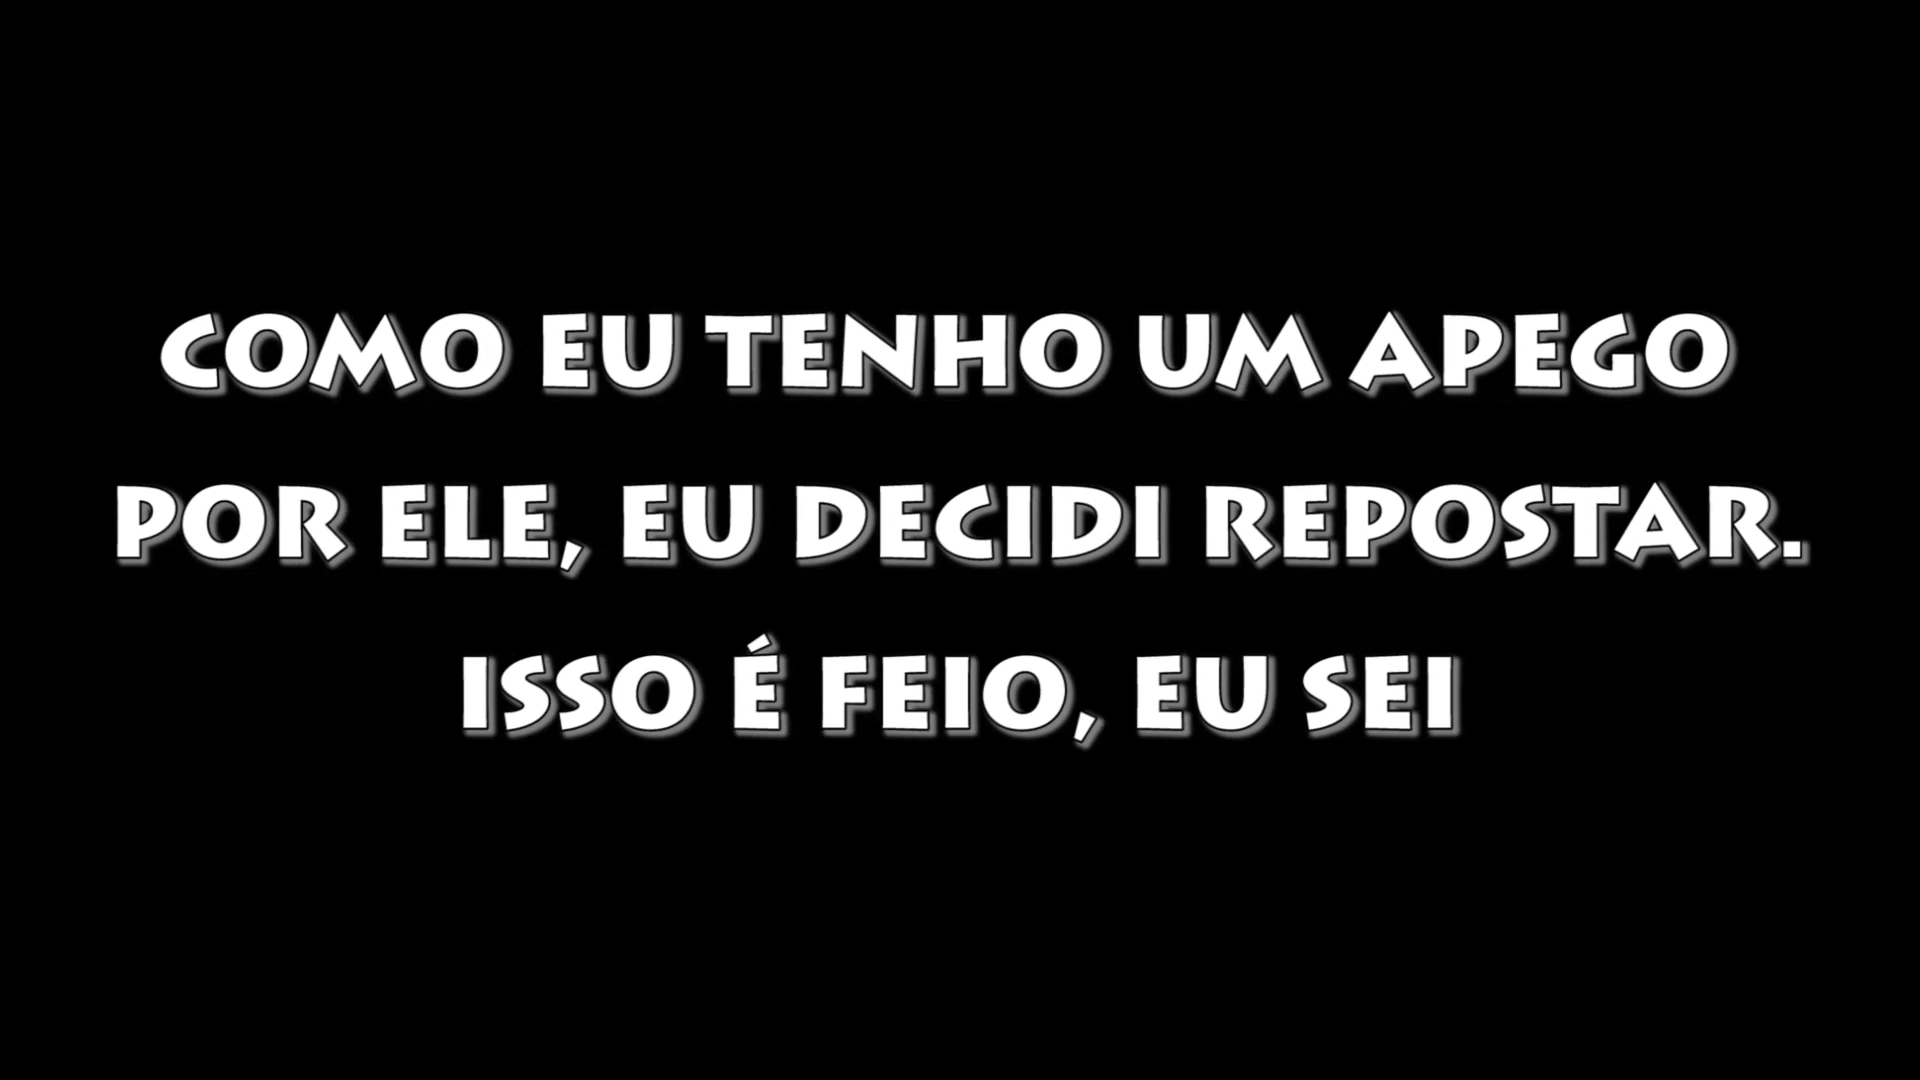 COMO EU TENHO UM APEGO
POR ELE, EU DECIDI REPOSTAR.
ISSO É FEIO, EU SEI